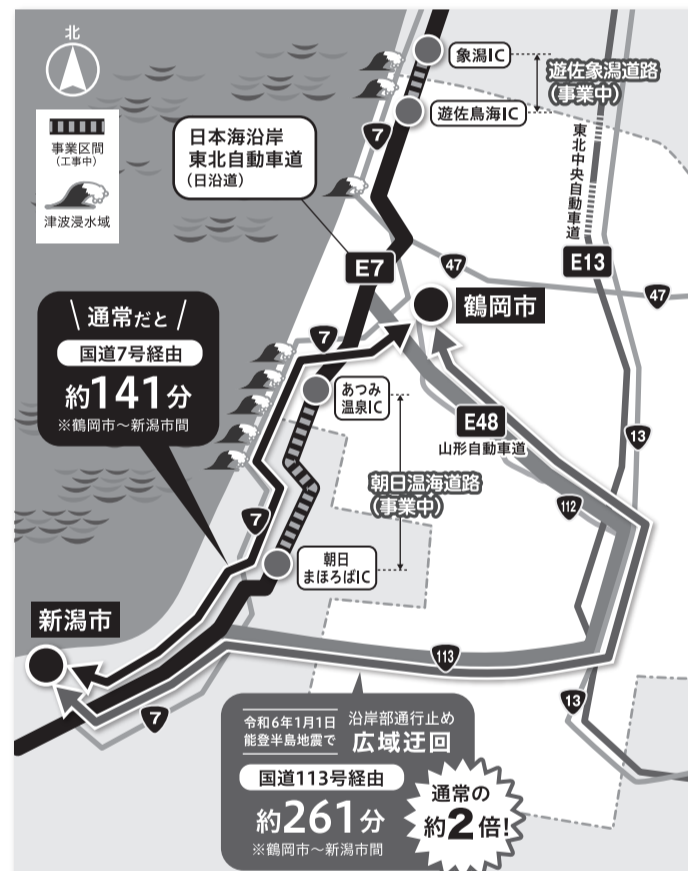 北
事業区間
(工事中)
津波浸水域
象潟IC
遊佐象潟道路
(事業中)
遊佐鳥海IC
7
日本海沿岸
東北自動車道
(日沿道)
東北中央自動車道
E7
47
E13
47
鶴岡市
通常だと
国道7号経由
約141分
※鶴岡市〜新潟市間
7
あつみ
温泉IC
E48
山形自動車道
13
朝日温海道路
(事業中)
112
7
朝日
まほろばIC
新潟市
113
7
13
令和6年1月1日
能登半島地震で
沿岸部通行止め
広域迂回
国道113号経由
約261分
※鶴岡市〜新潟市間
通常の
約2倍!